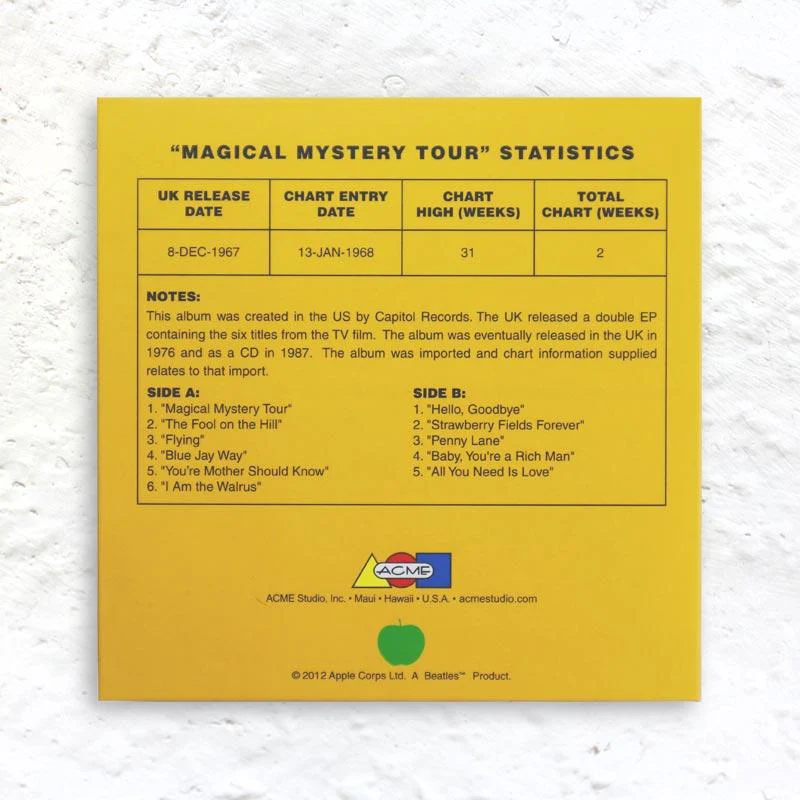 “MAGICAL MYSTERY TOUR” STATISTICS
UK RELEASE DATE CHART ENTRY DATE CHART HIGH (WEEKS) TOTAL CHART (WEEKS)
8-DEC-1967 13-JAN-1968 31 2
NOTES:
This album was created in the US by Capitol Records. The UK released a double EP
containing the six titles from the TV film. The album was eventually released in the UK in
1976 and as a CD in 1987. The album was imported and chart information supplied
relates to that import.
SIDE A:
1. "Magical Mystery Tour"
2. "The Fool on the Hill"
3. "Flying"
4. "Blue Jay Way"
5. "You're Mother Should Know"
6. "I Am the Walrus"
SIDE B:
1. "Hello, Goodbye"
2. "Strawberry Fields Forever"
3. "Penny Lane"
4. "Baby, You're a Rich Man"
5. "All You Need Is Love"
ACME
ACME Studio, Inc. • Maui • Hawaii • U.S.A. • acmestudio.com
© 2012 Apple Corps Ltd. A Beatles™ Product.